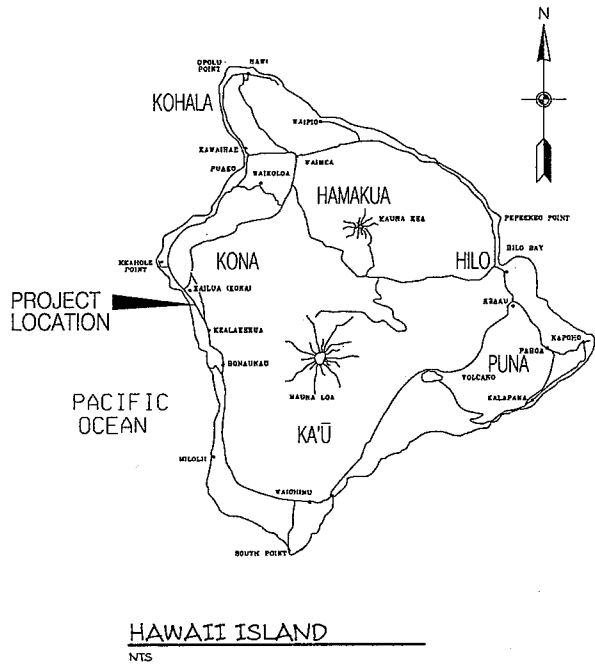 N
UPOLU
POINT
HAWI
KOHALA
WAIPIO
KAWAIHAE
WAIMEA
PUAKO
WAIKOLOA
HAMAKUA
MAUNA KEA
PEPEEKEO POINT
HILO BAY
HILO
KEAHOLE
POINT
KONA
KAILUA (KONA)
PROJECT
LOCATION
KEAAU
KEALAKEKUA
KAPOHO
PAHOA
PUNA
HONAUNAU
VOLCANO
MAUNA LOA
KALAPANA
PACIFIC
OCEAN
KA'Ū
MILOLII
WAIOHINU
SOUTH POINT
HAWAII ISLAND
NTS